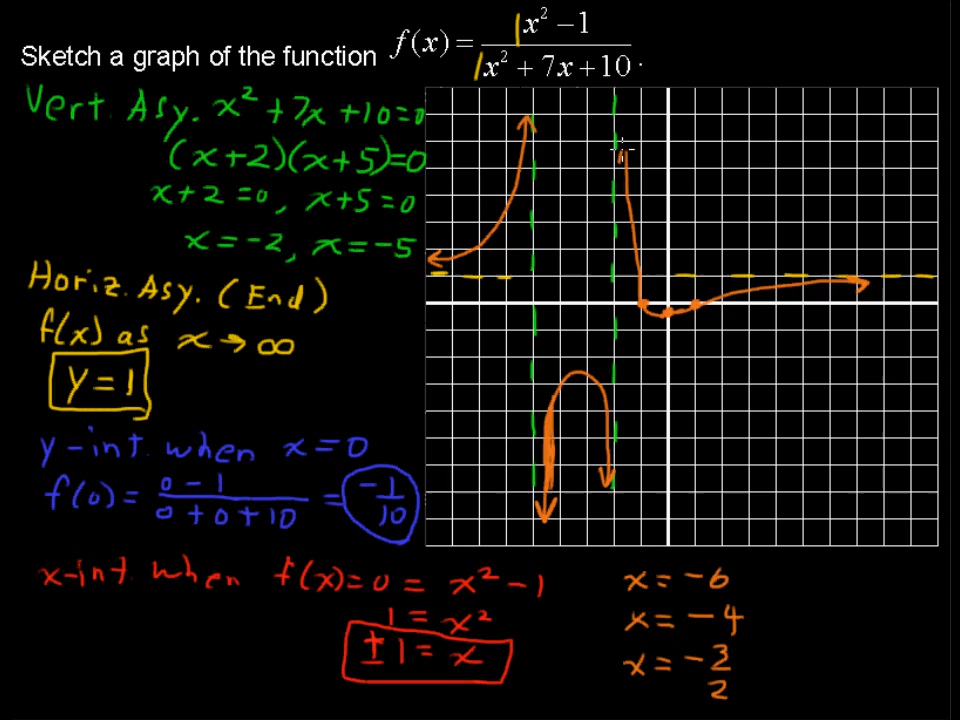 Sketch a graph of the function f(x) = (x² − 1)/(x² + 7x + 10).
Vert. Asy. x² + 7x + 10 = 0
(x + 2)(x + 5) = 0
x + 2 = 0, x + 5 = 0
x = −2, x = −5
Horiz. Asy. (End)
f(x) as x → ∞
y = 1
y-int. when x = 0
f(0) = (0 − 1)/(0 + 0 + 10) = −1/10
x-int. when f(x) = 0 = x² − 1
1 = x²
± 1 = x
x = −6
x = −4
x = −3/2